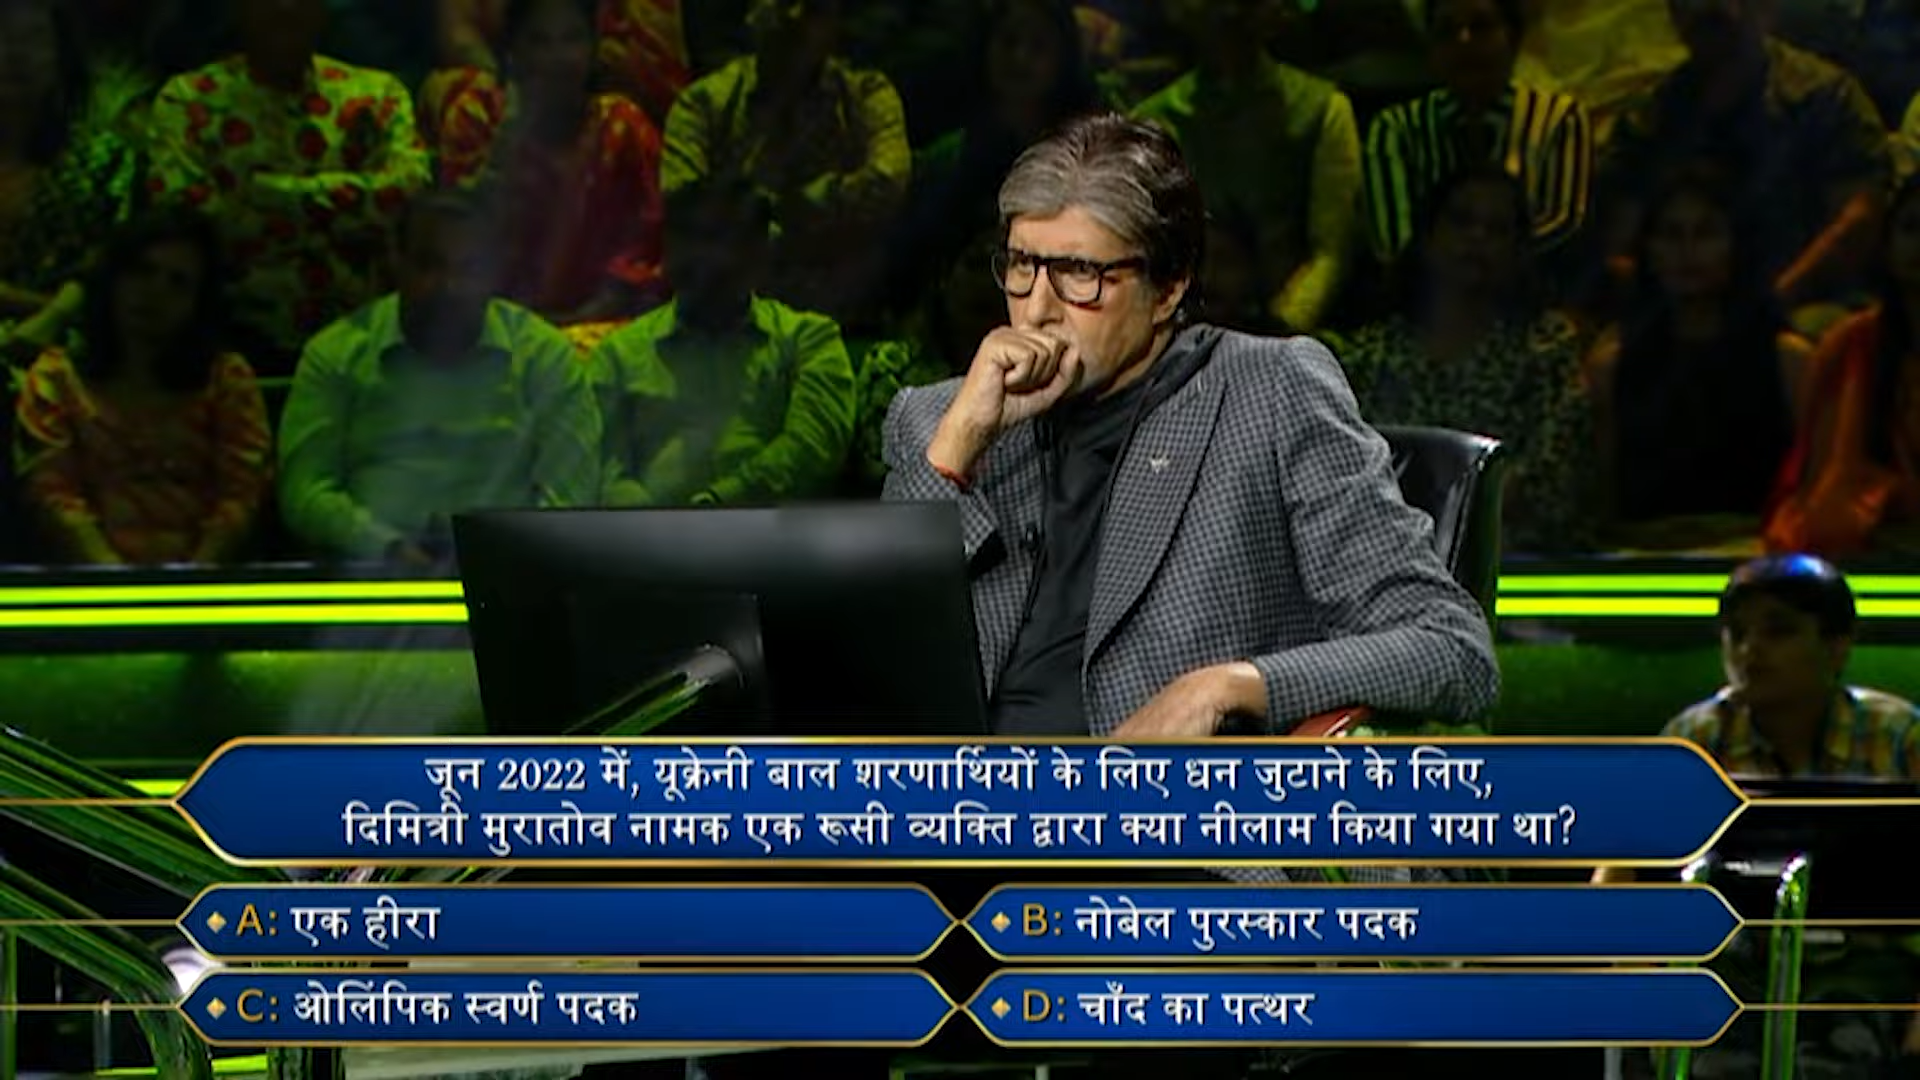 जून 2022 में, यूक्रेनी बाल शरणार्थियों के लिए धन जुटाने के लिए,
दिमित्री मुरातोव नामक एक रूसी व्यक्ति द्वारा क्या नीलाम किया गया था?
A: एक हीरा
B: नोबेल पुरस्कार पदक
C: ओलिंपिक स्वर्ण पदक
D: चाँद का पत्थर